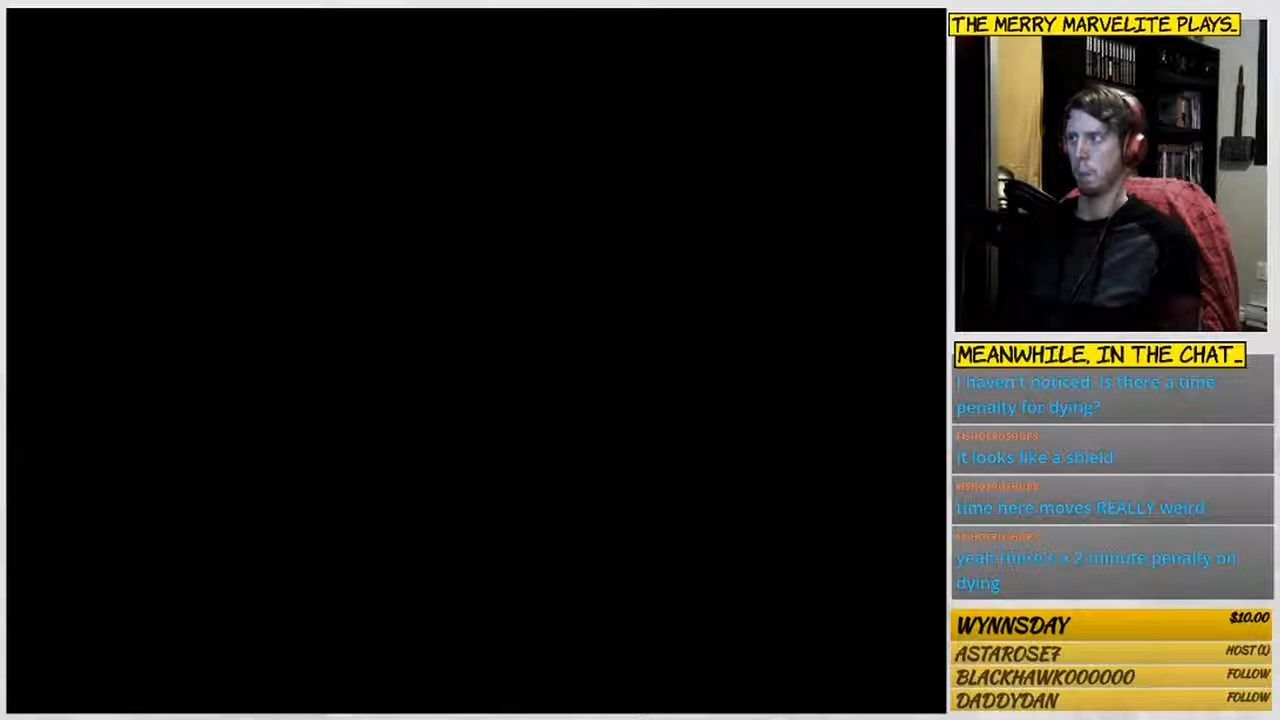 THE MERRY MARVELITE PLAYS_
MEANWHILE, IN THE CHAT_
I haven't noticed. Is there a time
penalty for dying?
it looks like a shield
time here moves REALLY weird
yeah there's a 2 minute penalty on
dying
WYNNSDAY $10.00
ASTAROSE7 HOST (1)
BLACKHAWK000000 FOLLOW
DADDYDAN FOLLOW